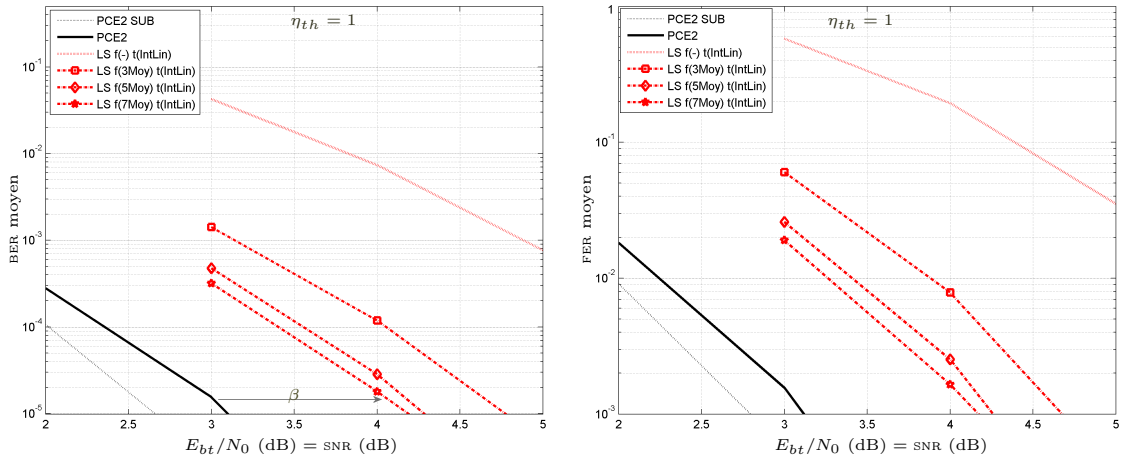 η_th = 1
PCE2 SUB
PCE2
LS f(-) t(IntLin)
LS f(3Moy) t(IntLin)
LS f(5Moy) t(IntLin)
LS f(7Moy) t(IntLin)
10^-1
10^-2
10^-3
10^-4
10^-5
BER moyen
β
2 2.5 3 3.5 4 4.5 5
E_bt/N_0 (dB) = SNR (dB)
η_th = 1
PCE2 SUB
PCE2
LS f(-) t(IntLin)
LS f(3Moy) t(IntLin)
LS f(5Moy) t(IntLin)
LS f(7Moy) t(IntLin)
10^0
10^-1
10^-2
10^-3
FER moyen
2 2.5 3 3.5 4 4.5 5
E_bt/N_0 (dB) = SNR (dB)